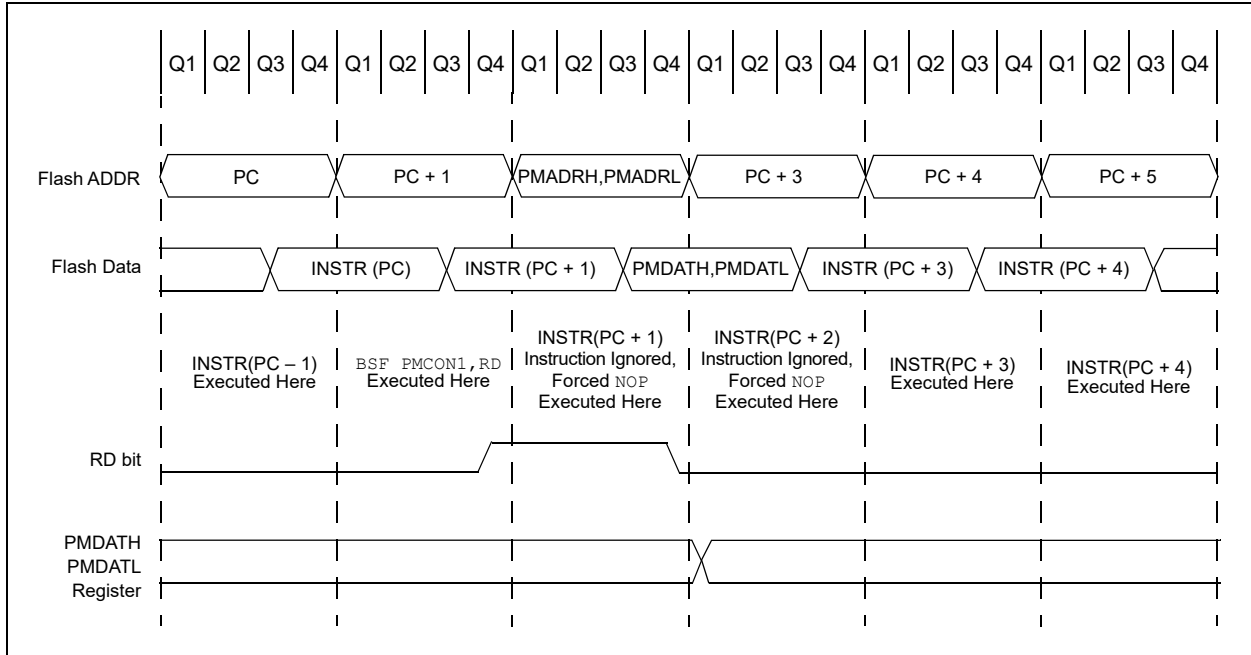 Q1 Q2 Q3 Q4 Q1 Q2 Q3 Q4 Q1 Q2 Q3 Q4 Q1 Q2 Q3 Q4 Q1 Q2 Q3 Q4 Q1 Q2 Q3 Q4
Flash ADDR PC PC + 1 PMADRH,PMADRL PC + 3 PC + 4 PC + 5
Flash Data INSTR (PC) INSTR (PC + 1) PMDATH,PMDATL INSTR (PC + 3) INSTR (PC + 4)
INSTR(PC – 1)
Executed Here
BSF PMCON1,RD
Executed Here
INSTR(PC + 1)
Instruction Ignored,
Forced NOP
Executed Here
INSTR(PC + 2)
Instruction Ignored,
Forced NOP
Executed Here
INSTR(PC + 3)
Executed Here
INSTR(PC + 4)
Executed Here
RD bit
PMDATH
PMDATL
Register